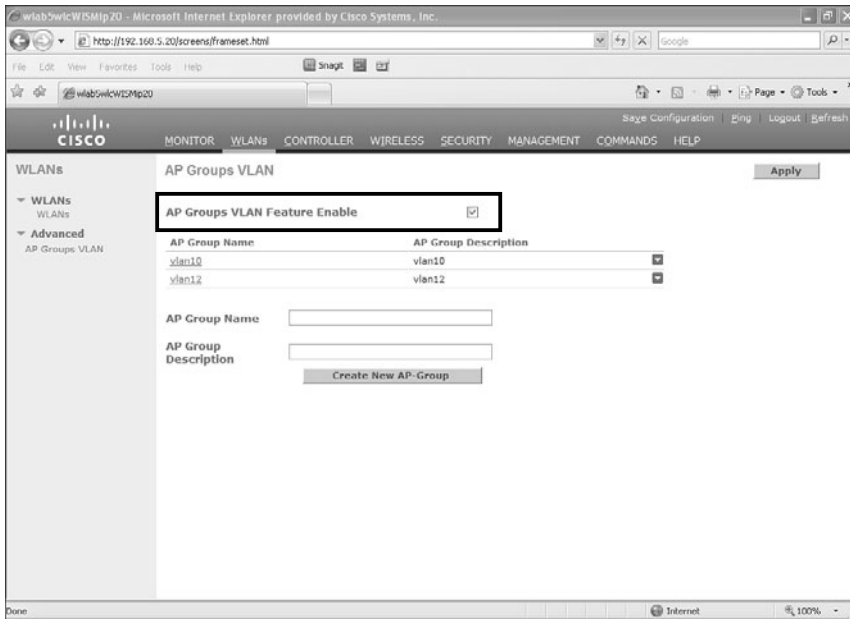 wlab5wlcWISMip20 - Microsoft Internet Explorer provided by Cisco Systems, Inc.
http://192.168.5.20/screens/frameset.html
Google
File Edit View Favorites Tools Help
SnagIt
wlab5wlcWISMip20
Page
Tools
Save Configuration | Ping | Logout | Refresh
CISCO
MONITOR WLANs CONTROLLER WIRELESS SECURITY MANAGEMENT COMMANDS HELP
WLANs
WLANs
WLANs
Advanced
AP Groups VLAN
AP Groups VLAN
Apply
AP Groups VLAN Feature Enable
AP Group Name AP Group Description
vlan10 vlan10
vlan12 vlan12
AP Group Name
AP Group
Description
Create New AP-Group
Done
Internet
100%